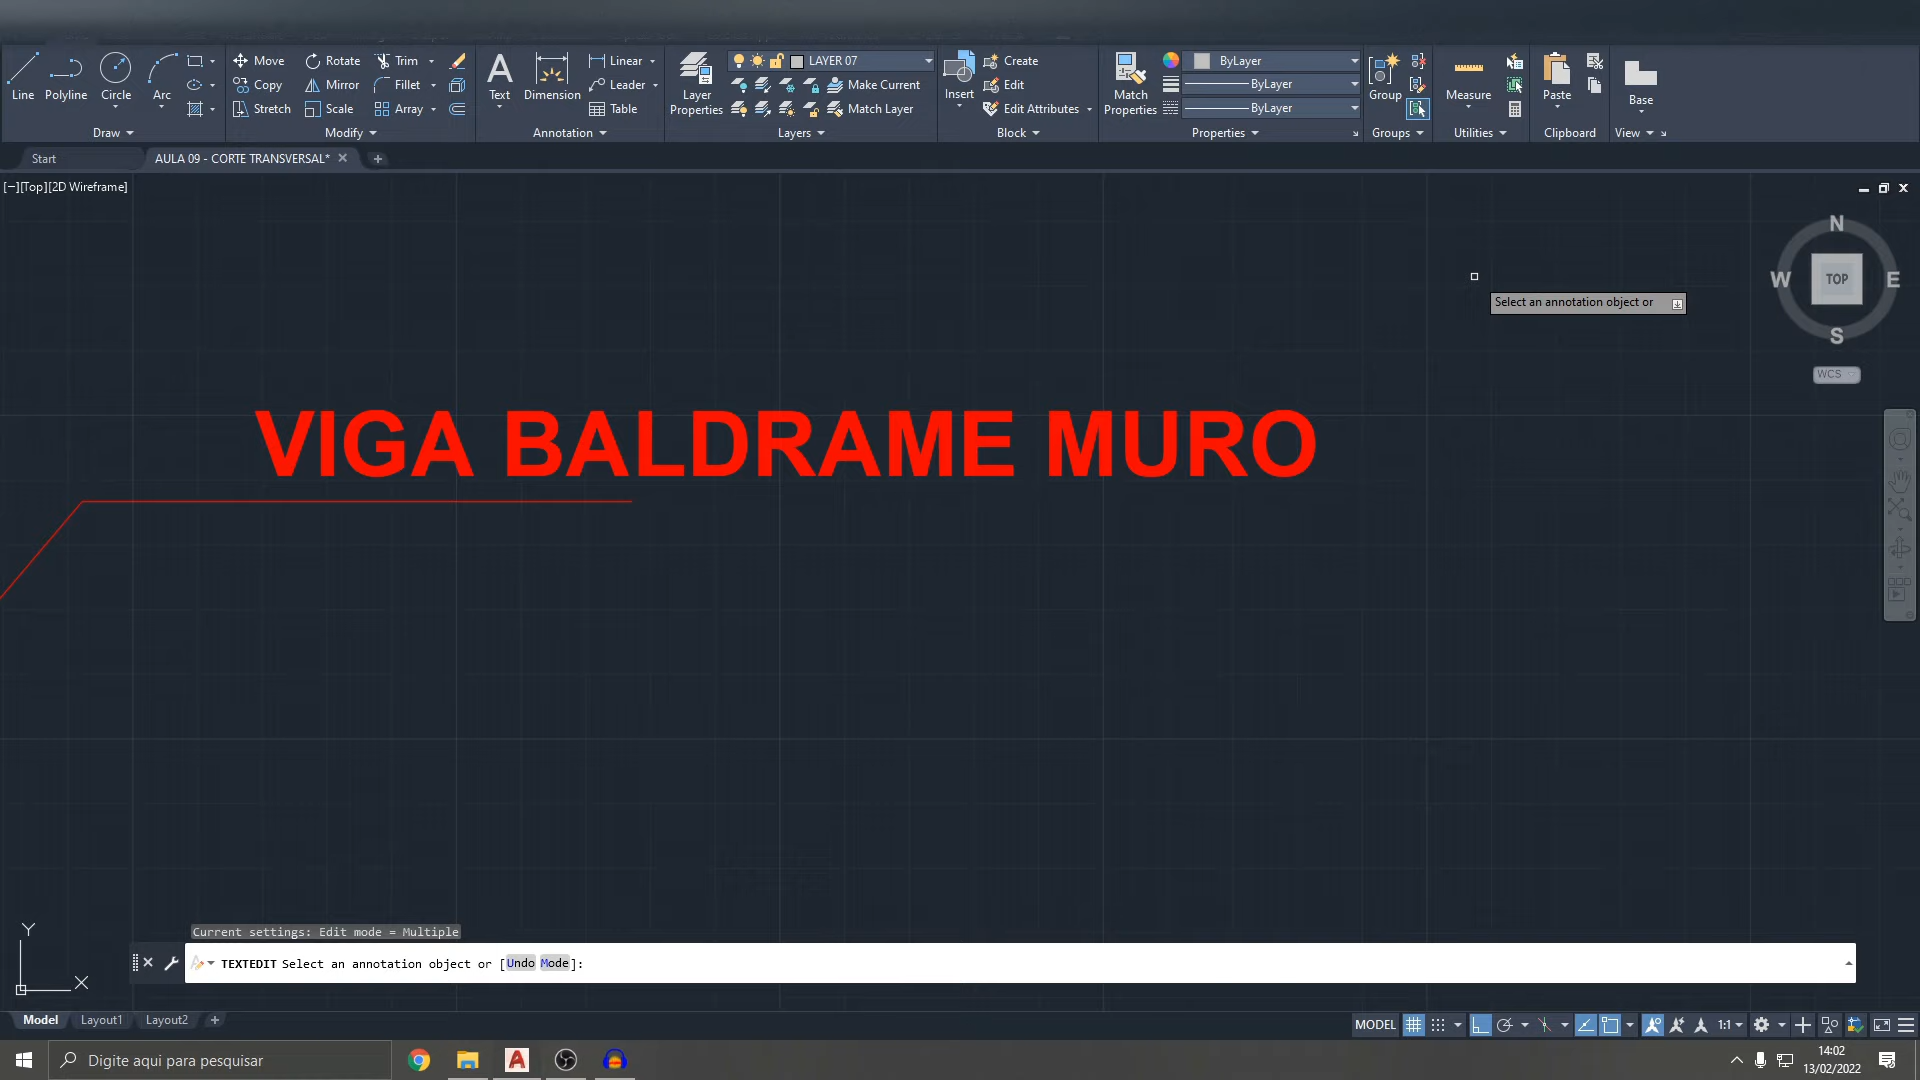 Line Polyline Circle Arc
Move Rotate Trim
Copy Mirror Fillet
Stretch Scale Array
Text Dimension
Linear
Leader
Table
Layer
Properties
LAYER 07
Make Current
Match Layer
Insert
Create
Edit
Edit Attributes
Match
Properties
ByLayer
ByLayer
ByLayer
Group
Measure
Paste
Base
Draw Modify Annotation Layers Block Properties Groups Utilities Clipboard View
Start AULA 09 - CORTE TRANSVERSAL*
[−][Top][2D Wireframe]
N
W TOP E
S
WCS
Select an annotation object or
VIGA BALDRAME MURO
Y
X
Current settings: Edit mode = Multiple
TEXTEDIT Select an annotation object or [Undo Mode]:
Model Layout1 Layout2
MODEL 1:1
Digite aqui para pesquisar
14:02
13/02/2022